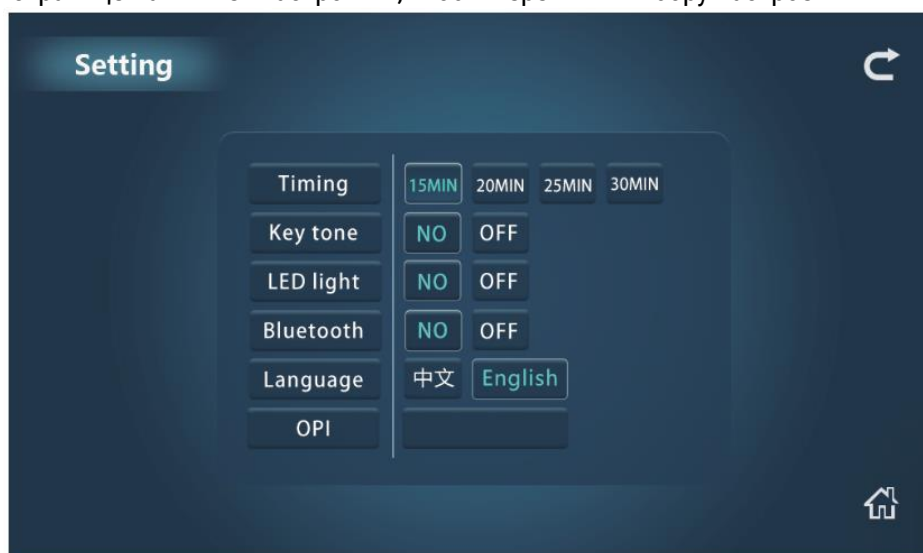 Setting
Timing 15MIN 20MIN 25MIN 30MIN
Key tone NO OFF
LED light NO OFF
Bluetooth NO OFF
Language 中文 English
OPI